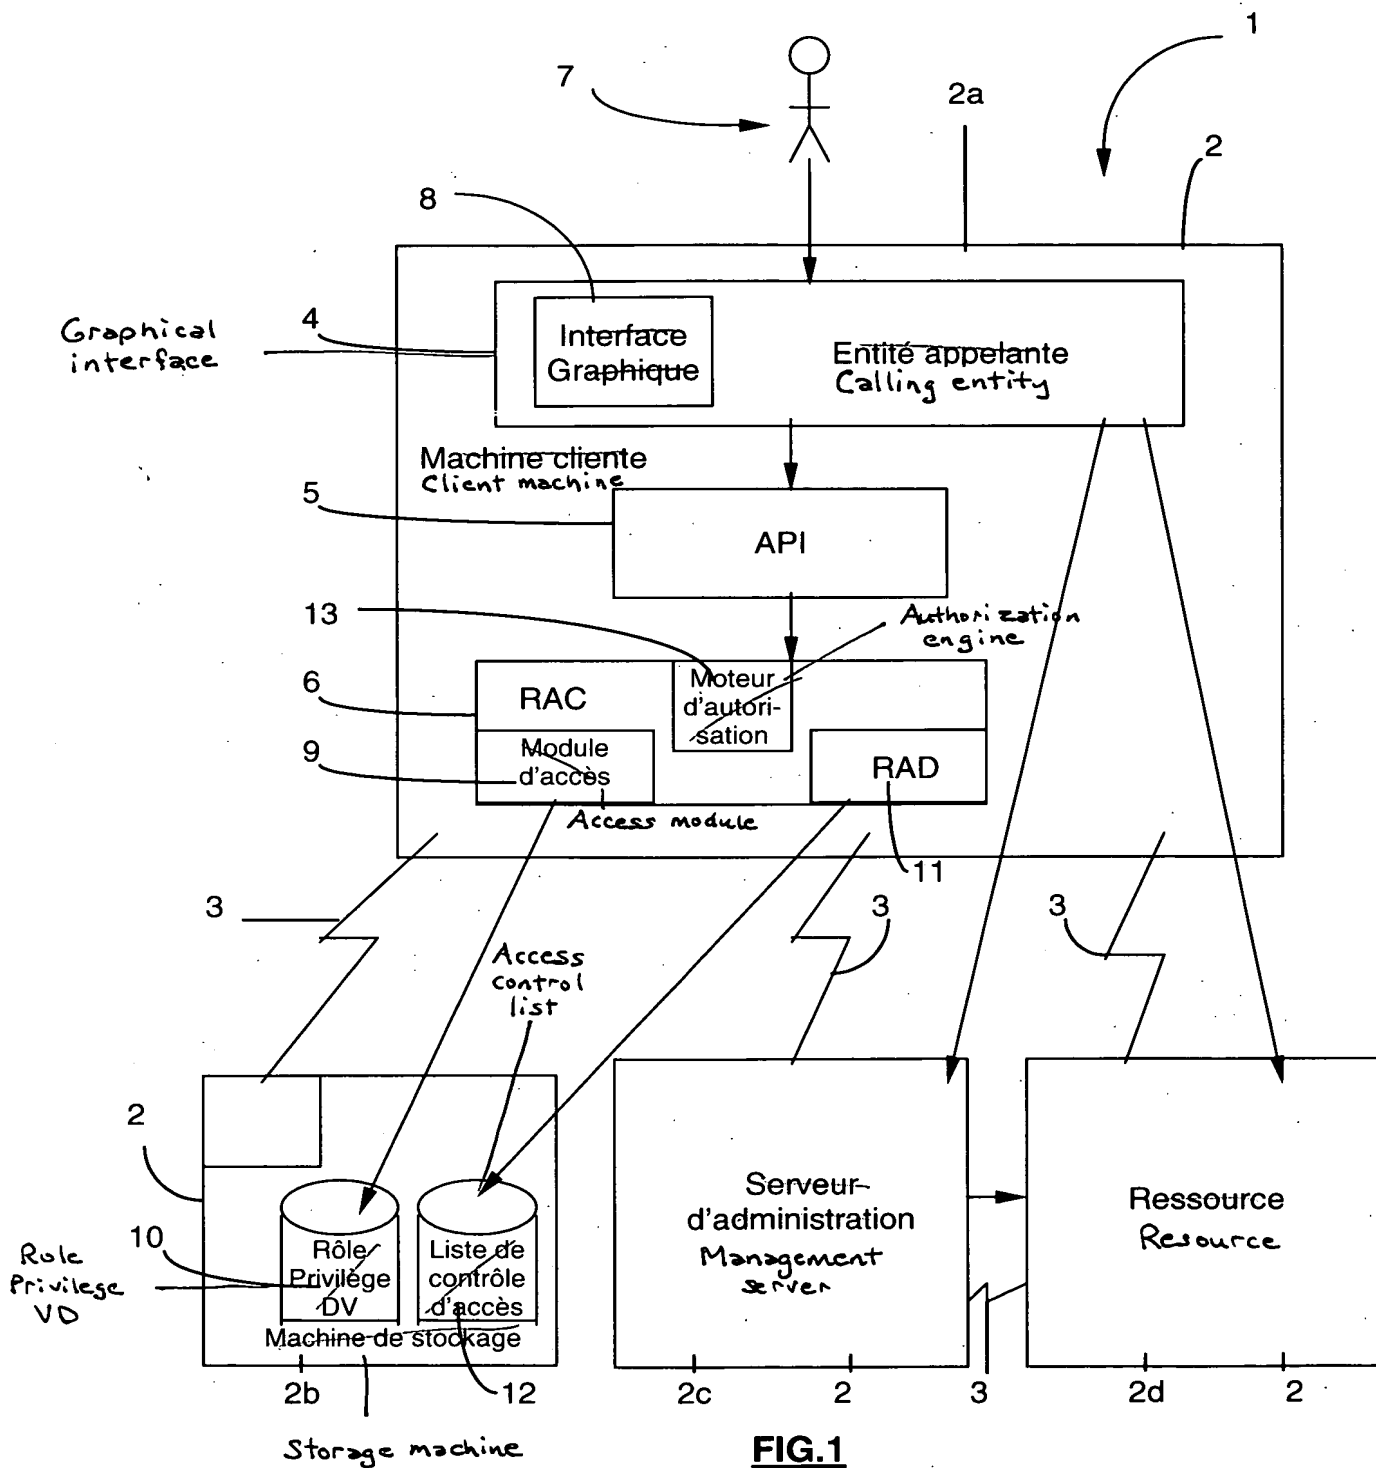 1
7
2a
2
8
Graphical
interface
4
Interface
Graphique
Entité appelante
Calling entity
Machine cliente
Client machine
5
API
13
Authorization
engine
6
RAC
Moteur
d'autori-
sation
9
Module
d'accès
RAD
Access module
11
3
3
3
Access
control
list
2
Role
Privilege
VD
10
Rôle
Privilège
DV
Liste de
contrôle
d'accès
Machine de stockage
Serveur
d'administration
Management
server
Ressource
Resource
2b
12
2c
2
3
2d
2
Storage machine
FIG.1